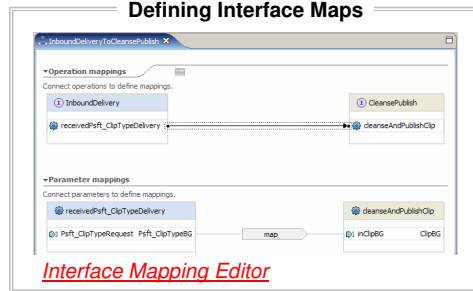 Defining Interface Maps
InboundDeliveryToCleansePublish
Operation mappings
Connect operations to define mappings.
InboundDelivery
CleansePublish
receivedPsft_ClipTypeDelivery
cleanseAndPublishClip
Parameter mappings
Connect parameters to define mappings.
receivedPsft_ClipTypeDelivery
cleanseAndPublishClip
Psft_ClipTypeRequest Psft_ClipTypeBG
map
inClipBG ClipBG
Interface Mapping Editor